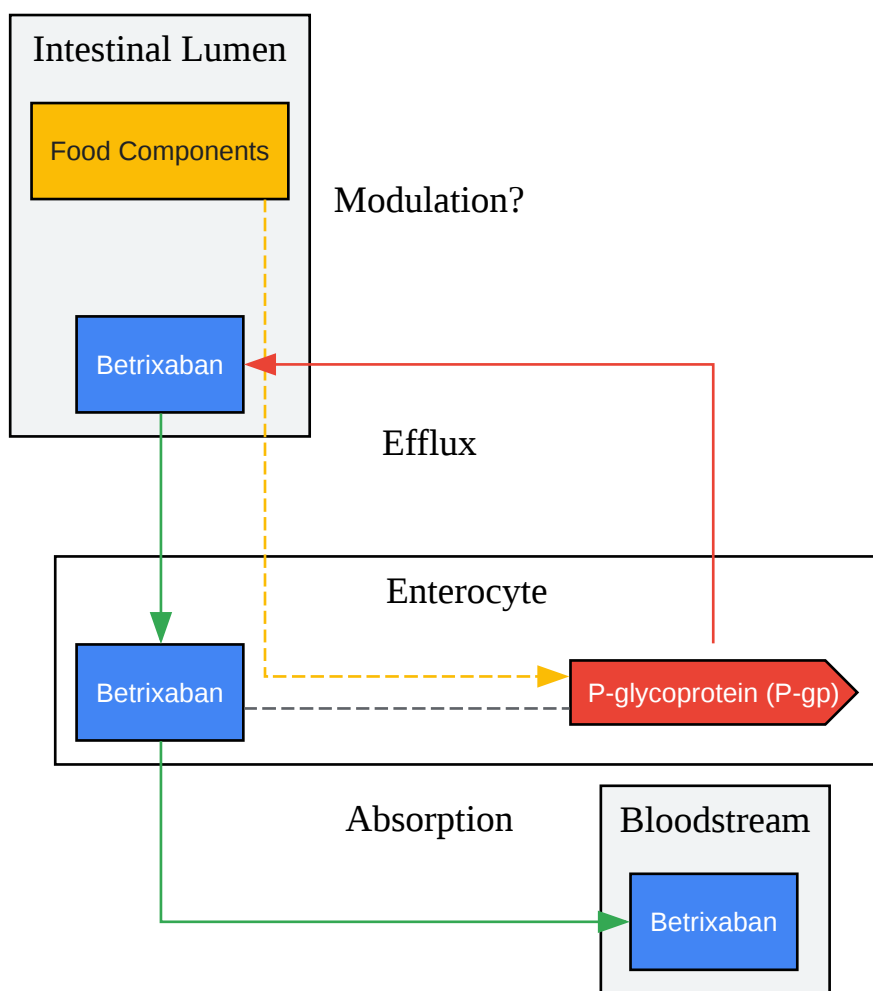 Intestinal Lumen
Food Components
Modulation?
Betrixaban
Efflux
Enterocyte
Betrixaban
P-glycoprotein (P-gp)
Absorption
Bloodstream
Betrixaban